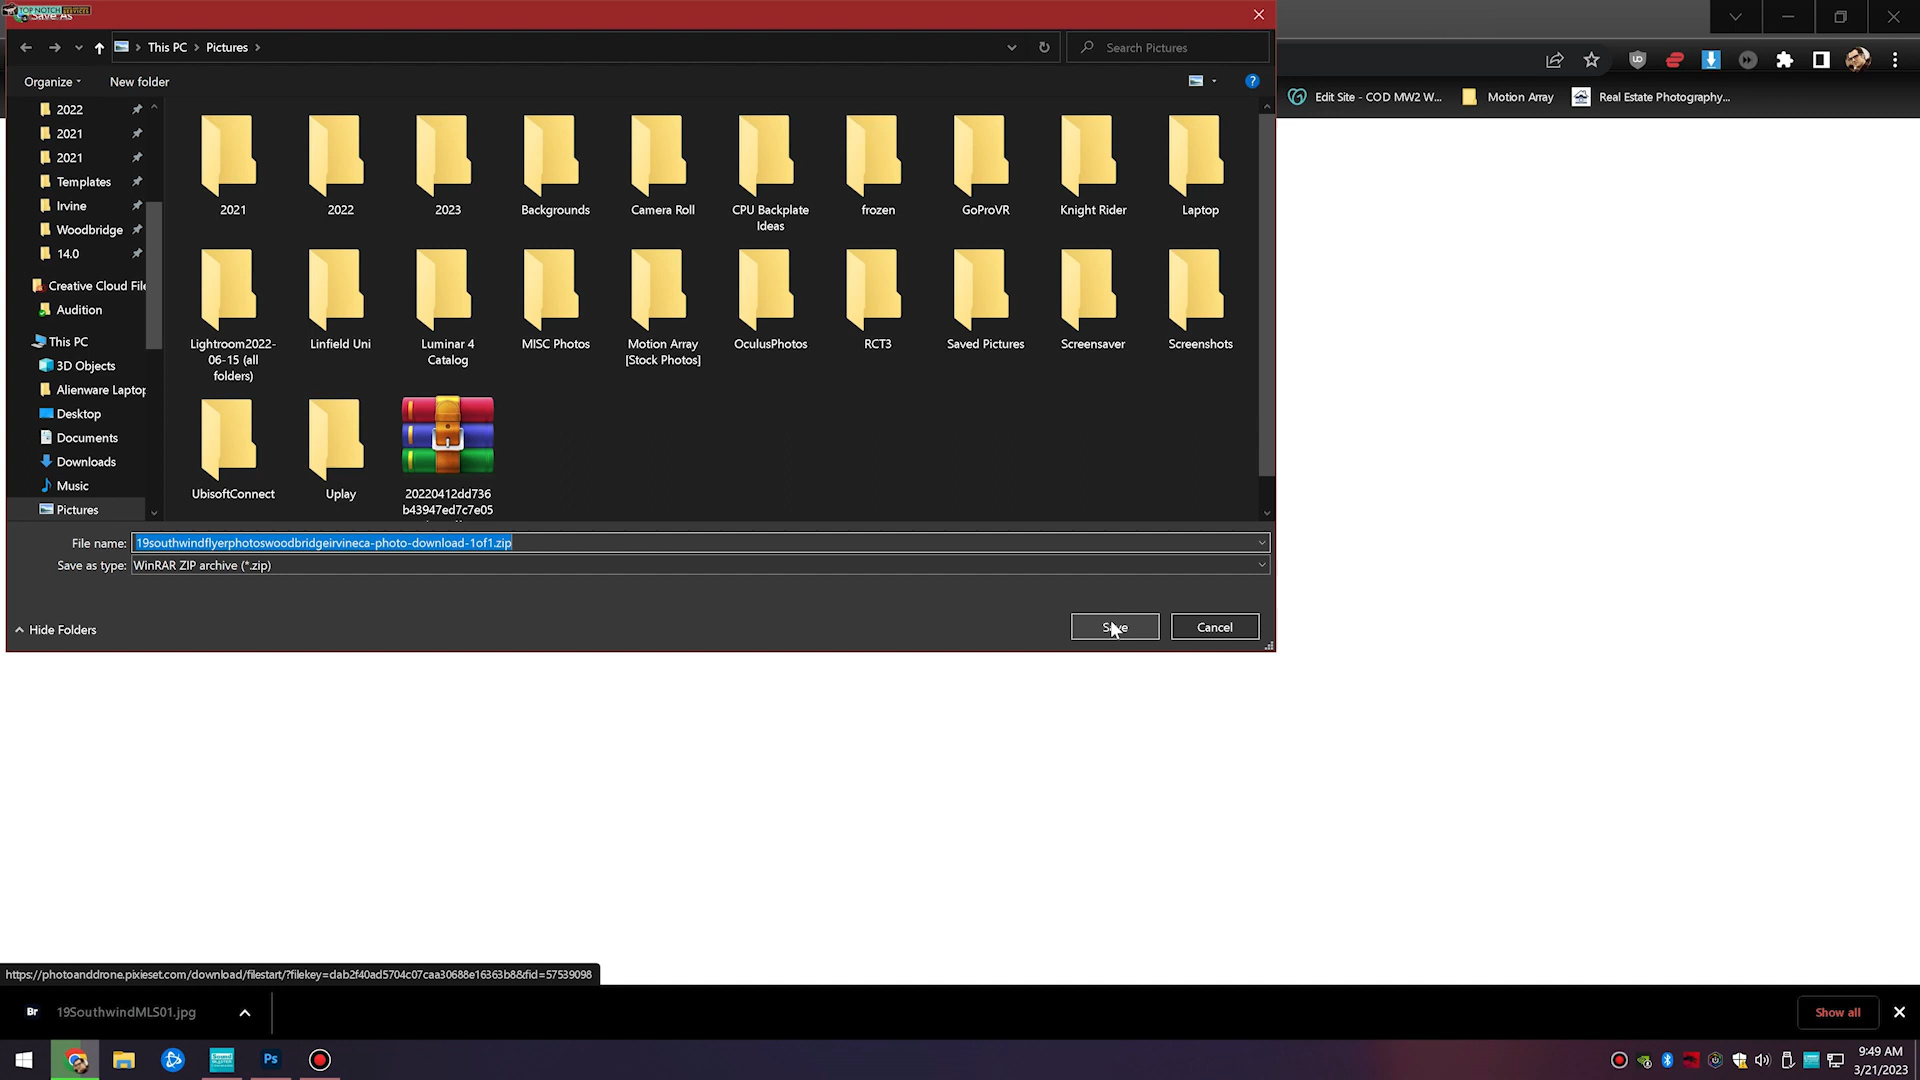 TOP NOTCH SERVICES
Save As
This PC > Pictures >
Search Pictures
Organize
New folder
?
Edit Site - COD MW2 W...
Motion Array
Real Estate Photography...
2022
2021
2021
Templates
Irvine
Woodbridge
14.0
Creative Cloud File
Audition
This PC
3D Objects
Alienware Laptop
Desktop
Documents
Downloads
Music
Pictures
2021
2022
2023
Backgrounds
Camera Roll
CPU Backplate
Ideas
frozen
GoProVR
Knight Rider
Laptop
Lightroom2022-
06-15 (all
folders)
Linfield Uni
Luminar 4
Catalog
MISC Photos
Motion Array
[Stock Photos]
OculusPhotos
RCT3
Saved Pictures
Screensaver
Screenshots
UbisoftConnect
Uplay
20220412dd736
b43947ed7c7e05
File name: 19southwindflyerphotoswoodbridgeirvineca-photo-download-1of1.zip
Save as type: WinRAR ZIP archive (*.zip)
Hide Folders
Save
Cancel
https://photoanddrone.pixieset.com/download/filestart/?filekey=dab2f40ad5704c07caa30688e16363b8&fid=57539098
Br 19SouthwindMLS01.jpg
Show all
Ps
9:49 AM
3/21/2023